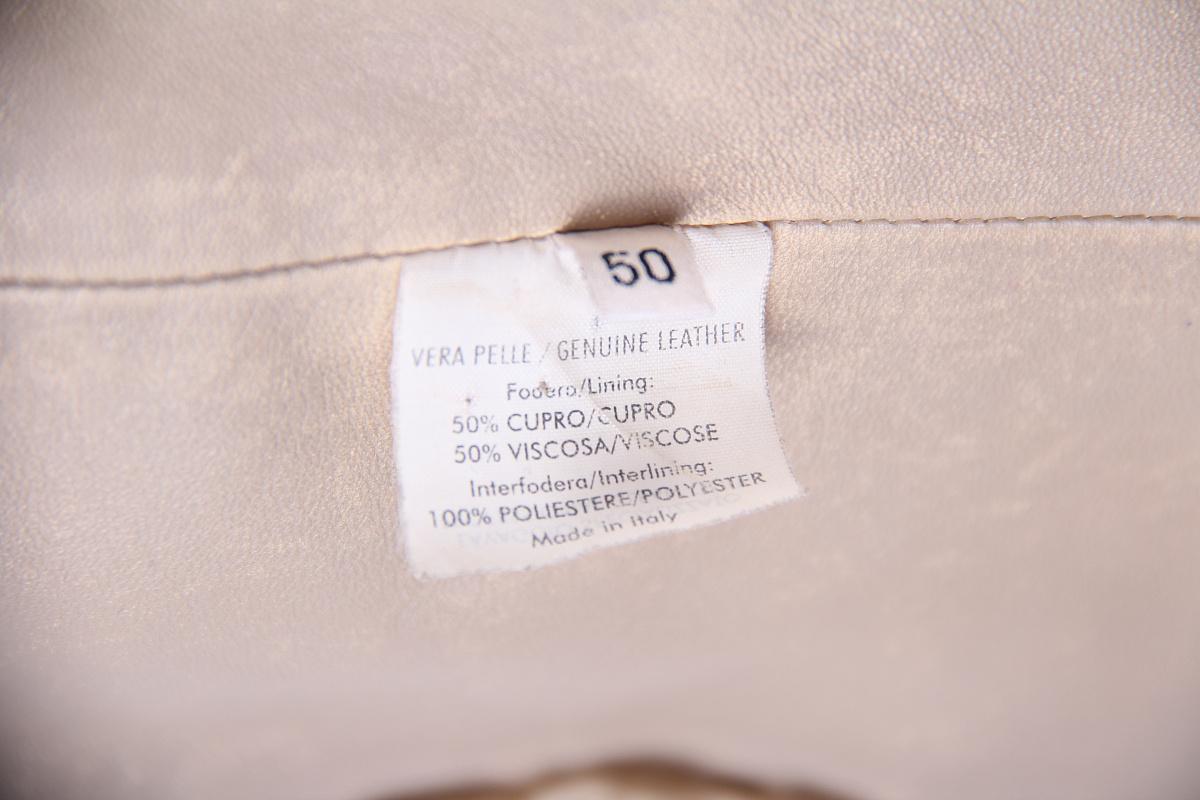 50
VERA PELLE / GENUINE LEATHER
Fodera/Lining:
50% CUPRO/CUPRO
50% VISCOSA/VISCOSE
Interfodera/Interlining:
100% POLIESTERE/POLYESTER
Made in Italy